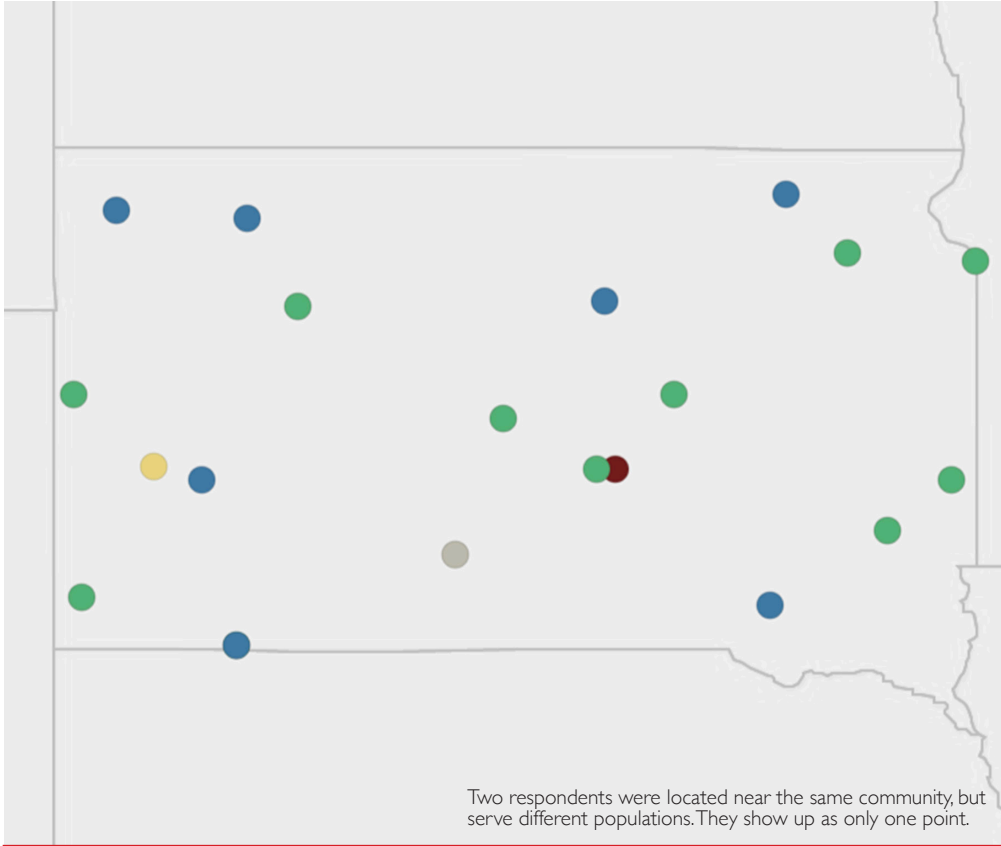 Two respondents were located near the same community, but
serve different populations. They show up as only one point.